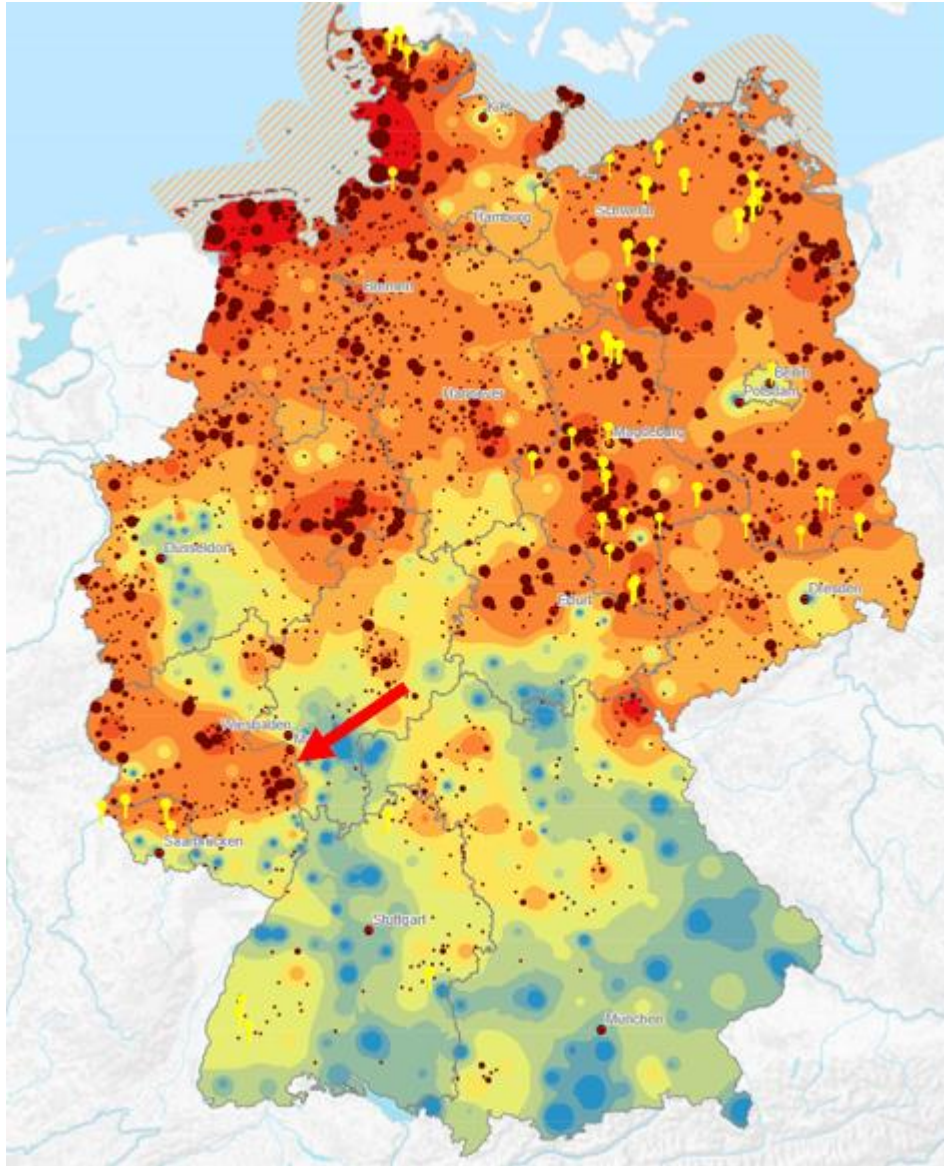 Kiel
Hamburg
Schwerin
Bremen
Berlin
Potsdam
Hannover
Magdeburg
Düsseldorf
Erfurt
Dresden
Wiesbaden
Saarbrücken
Stuttgart
München